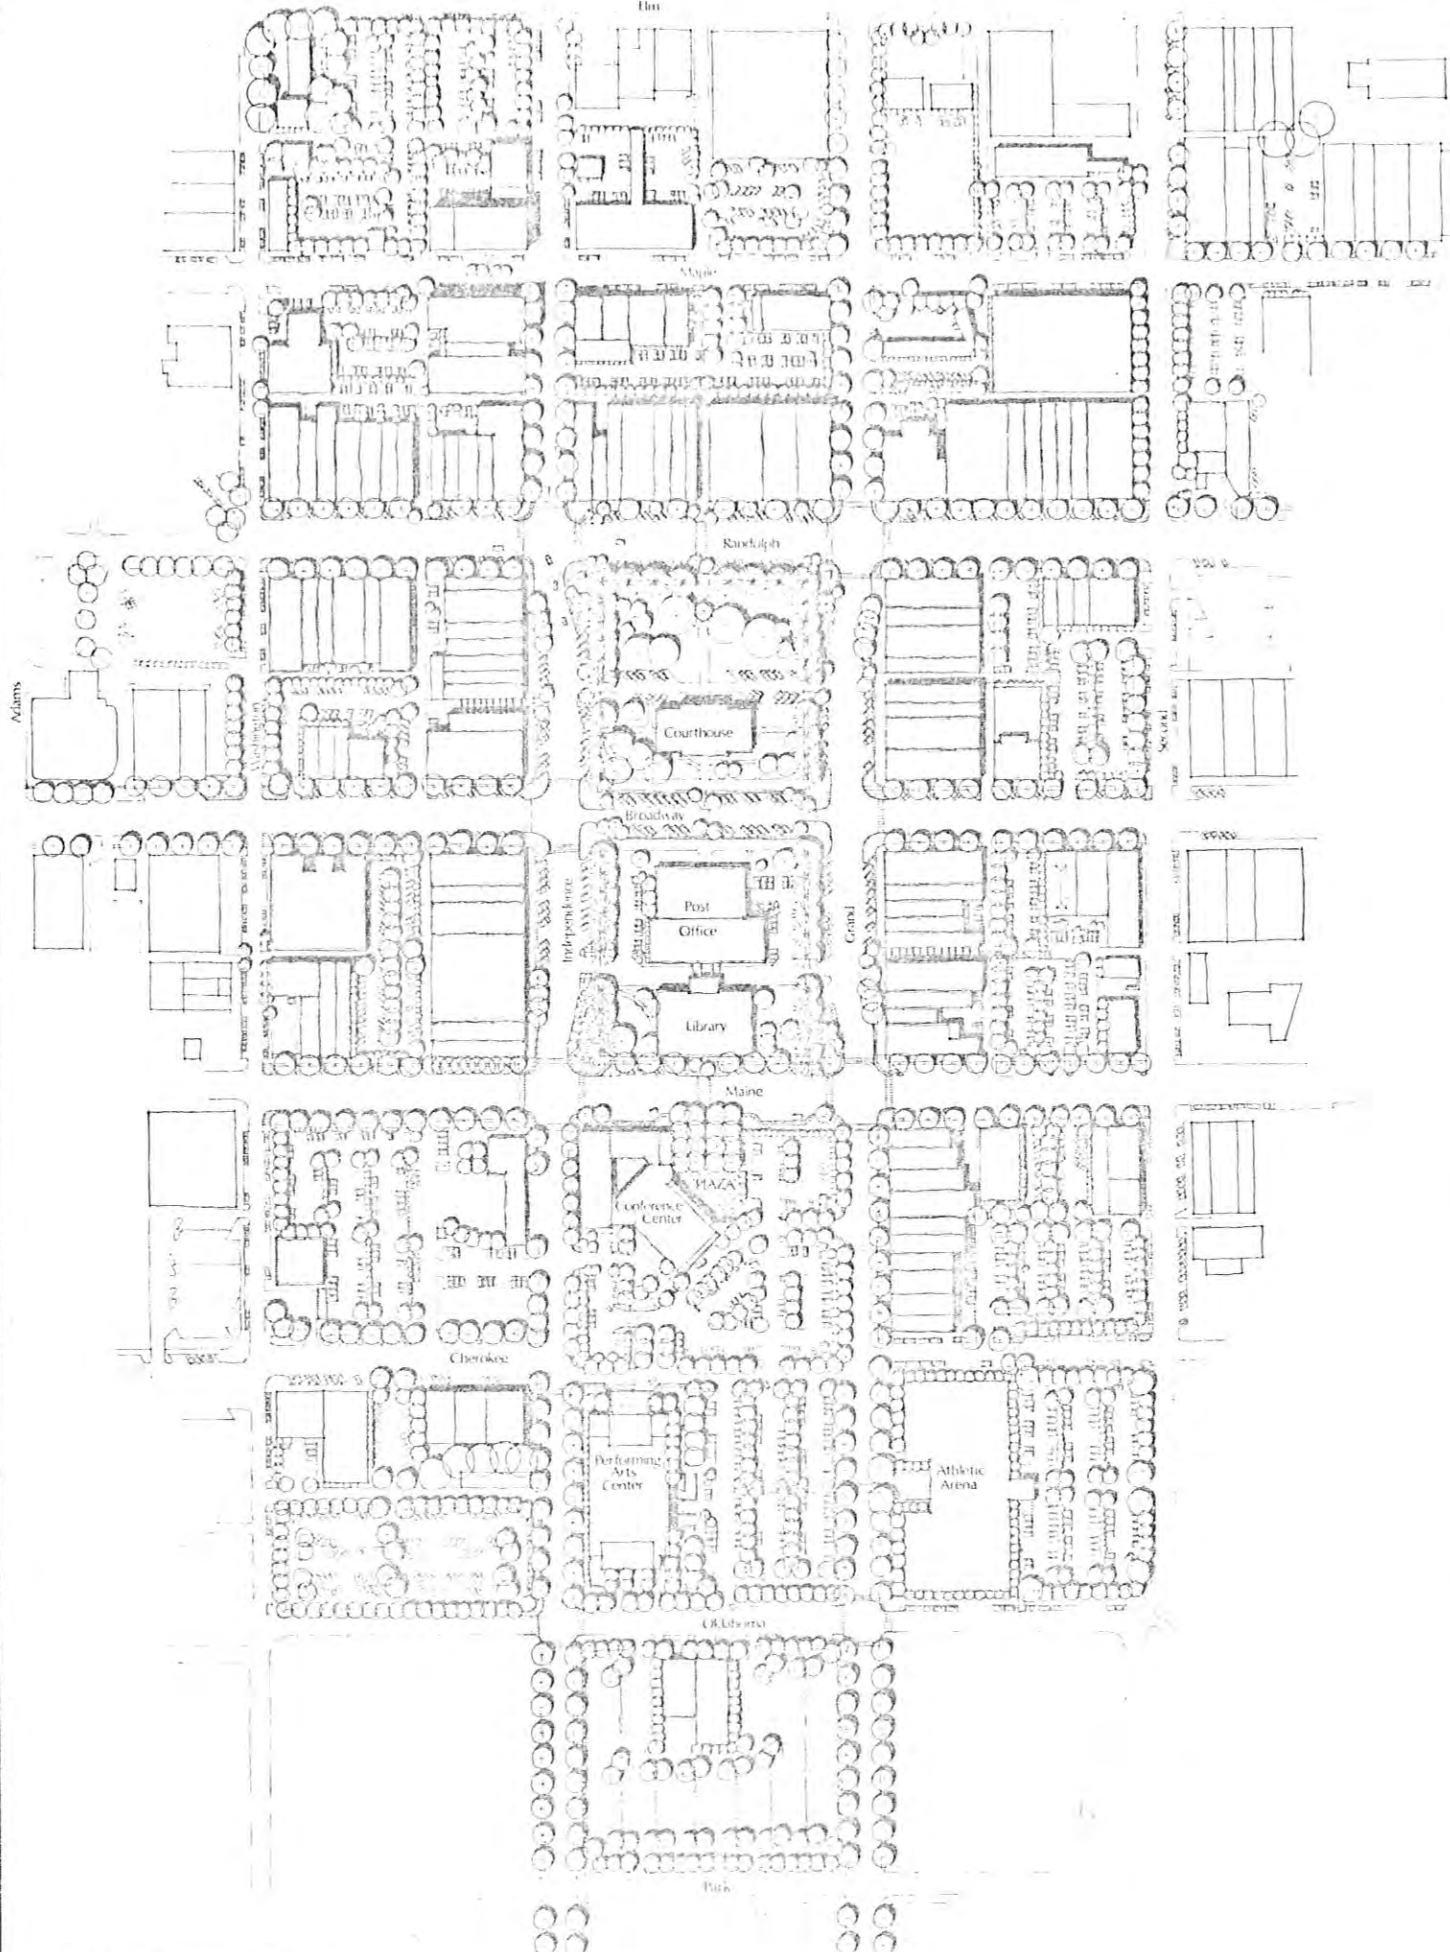 Elm
Maple
Randolph
Adams
Washington
Courthouse
Second
Broadway
Independence
Post
Office
Grand
Library
Maine
PLAZA
Conference
Center
Cherokee
Performing
Arts
Center
Athletic
Arena
Oklahoma
Park